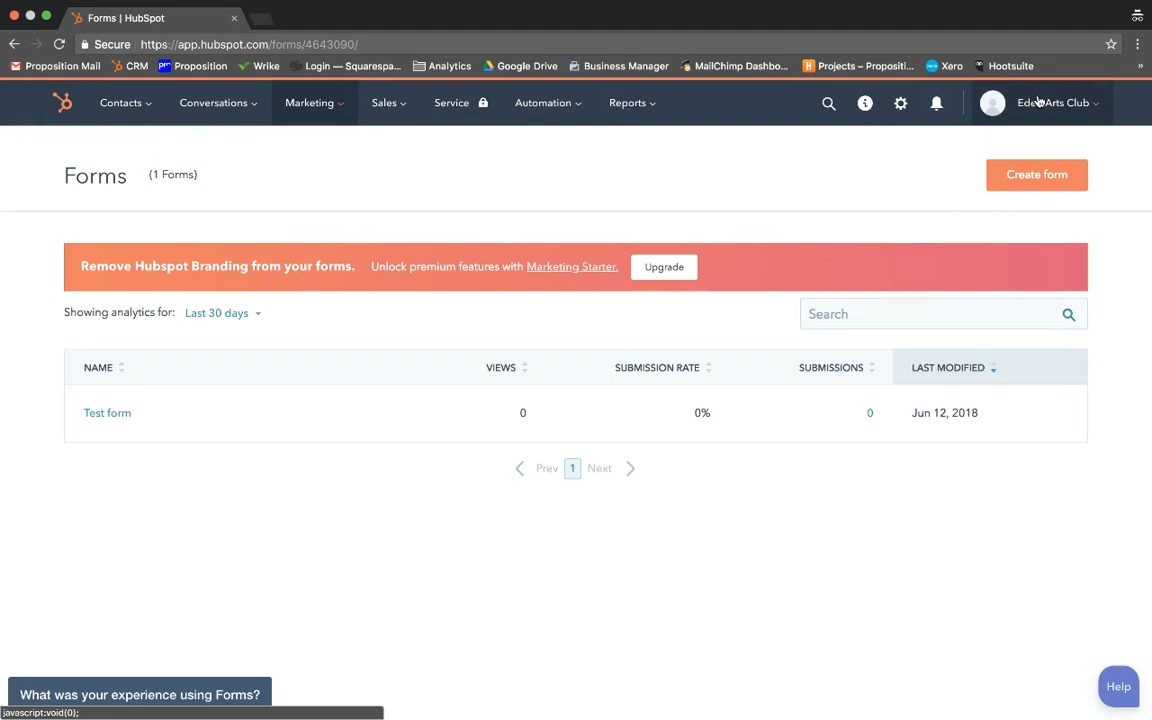 Forms | HubSpot
Secure https://app.hubspot.com/forms/4643090/
Proposition Mail CRM Proposition Wrike Login — Squarespa... Analytics Google Drive Business Manager MailChimp Dashbo... Projects – Propositi... Xero Hootsuite »
Contacts Conversations Marketing Sales Service Automation Reports Eden Arts Club
Forms (1 Forms) Create form
Remove Hubspot Branding from your forms. Unlock premium features with Marketing Starter. Upgrade
Showing analytics for: Last 30 days Search
NAME VIEWS SUBMISSION RATE SUBMISSIONS LAST MODIFIED
Test form 0 0% 0 Jun 12, 2018
Prev 1 Next
What was your experience using Forms? Help
javascript:void(0);